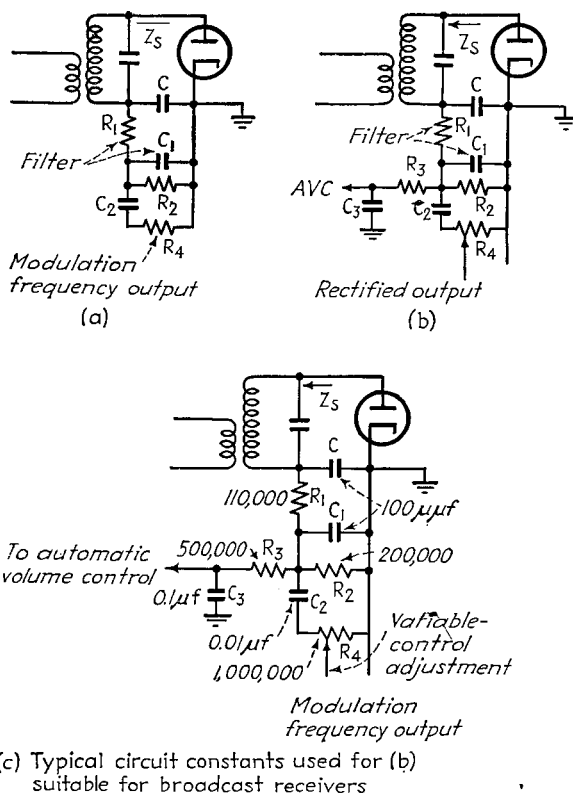 Z_S
C
R_1
Filter
C_1
C_2
R_2
R_4
Modulation
frequency output
(a)
Z_S
C
Filter
R_1
C_1
R_3
AVC
C_3
C_2
R_2
R_4
Rectified output
(b)
Z_S
C
110,000
R_1
100 μμf
C_1
To automatic
volume control
500,000
R_3
200,000
0.1 μf
C_3
C_2
R_2
0.01 μf
R_4
1,000,000
Variable-
control
adjustment
Modulation
frequency output
(c) Typical circuit constants used for (b)
suitable for broadcast receivers